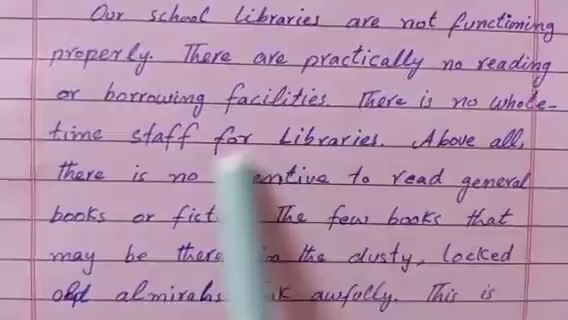 Our school libraries are not functioning
properly. There are practically no reading
or borrowing facilities. There is no whole-
time staff for Libraries. Above all,
there is no to read general
books or The few books that
may be there the dusty, locked
old almirahs awfully. This is